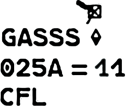 GASSS ♦
025A = 11
CFL